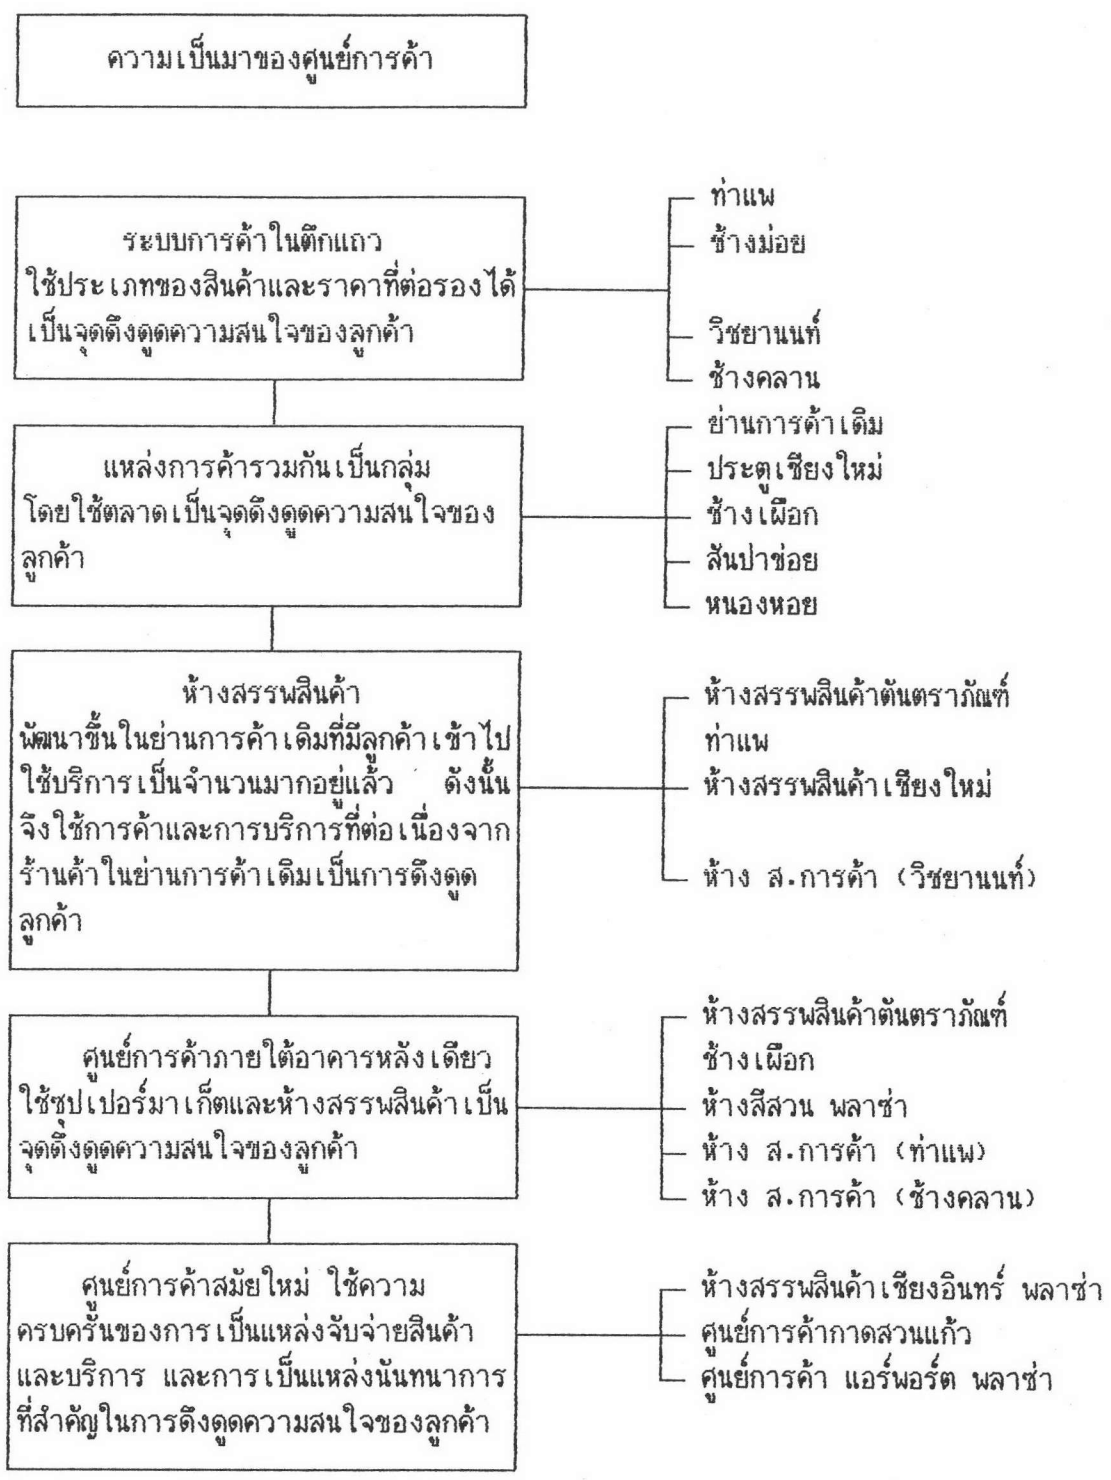 ความเป็นมาของศูนย์การค้า
ระบบการค้าในตึกแถว
ใช้ประเภทของสินค้าและราคาที่ต่อรองได้
เป็นจุดดึงดูดความสนใจของลูกค้า
ท่าแพ
ช้างม่อย
วิชยานนท์
ช้างคลาน
แหล่งการค้ารวมกันเป็นกลุ่ม
โดยใช้ตลาดเป็นจุดดึงดูดความสนใจของ
ลูกค้า
ย่านการค้าเดิม
ประตูเชียงใหม่
ช้างเผือก
สันป่าข่อย
หนองหอย
ห้างสรรพสินค้า
พัฒนาขึ้นในย่านการค้าเดิมที่มีลูกค้าเข้าไป
ใช้บริการเป็นจำนวนมากอยู่แล้ว ดังนั้น
จึงใช้การค้าและการบริการที่ต่อเนื่องจาก
ร้านค้าในย่านการค้าเดิมเป็นการดึงดูด
ลูกค้า
ห้างสรรพสินค้าตันตราภัณฑ์
ท่าแพ
ห้างสรรพสินค้าเชียงใหม่
ห้าง ส.การค้า (วิชยานนท์)
ศูนย์การค้าภายใต้อาคารหลังเดียว
ใช้ซุปเปอร์มาเก็ตและห้างสรรพสินค้าเป็น
จุดดึงดูดความสนใจของลูกค้า
ห้างสรรพสินค้าตันตราภัณฑ์
ช้างเผือก
ห้างสีสวน พลาซ่า
ห้าง ส.การค้า (ท่าแพ)
ห้าง ส.การค้า (ช้างคลาน)
ศูนย์การค้าสมัยใหม่ ใช้ความ
ครบครันของการเป็นแหล่งจับจ่ายสินค้า
และบริการ และการเป็นแหล่งนันทนาการ
ที่สำคัญในการดึงดูดความสนใจของลูกค้า
ห้างสรรพสินค้าเชียงอินทร์ พลาซ่า
ศูนย์การค้ากาดสวนแก้ว
ศูนย์การค้า แอร์พอร์ต พลาซ่า